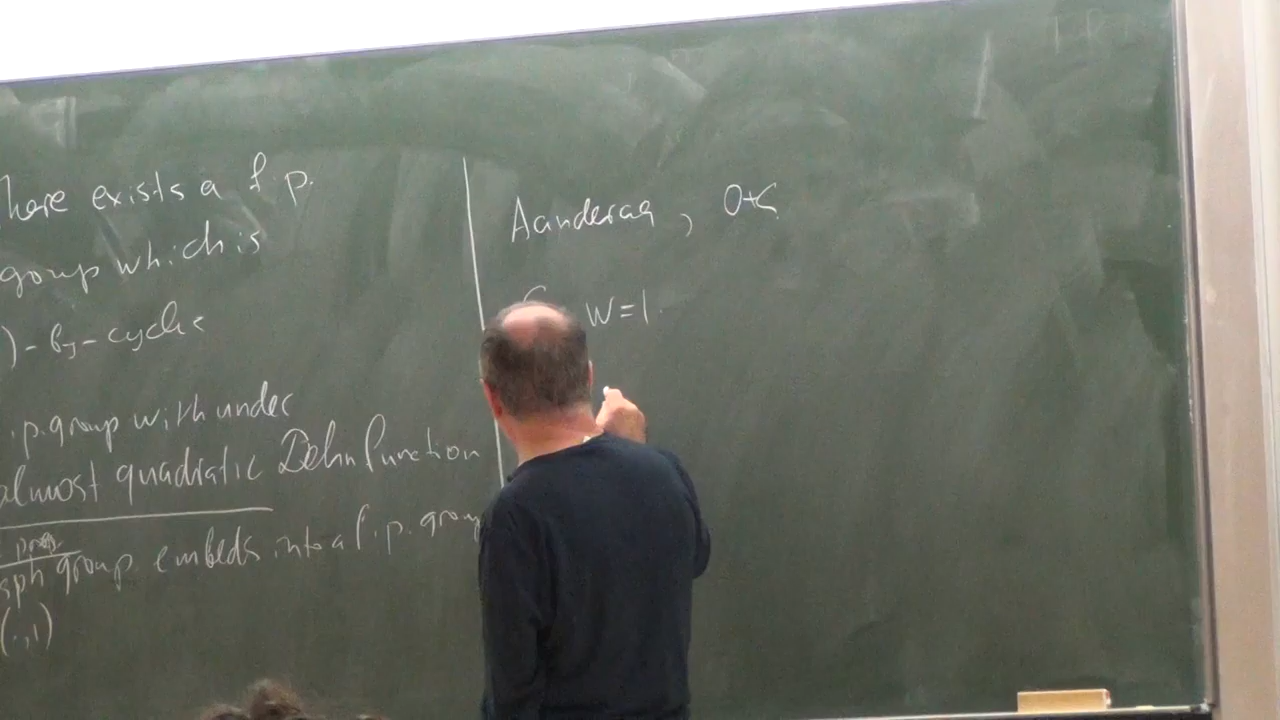 here exists a f.p.
group which is
)-by-cyclic
.p. group with under
almost quadratic Dehn function
sph group embeds into a f.p. group
(·,1)
Aanderaa, O+S
W=1